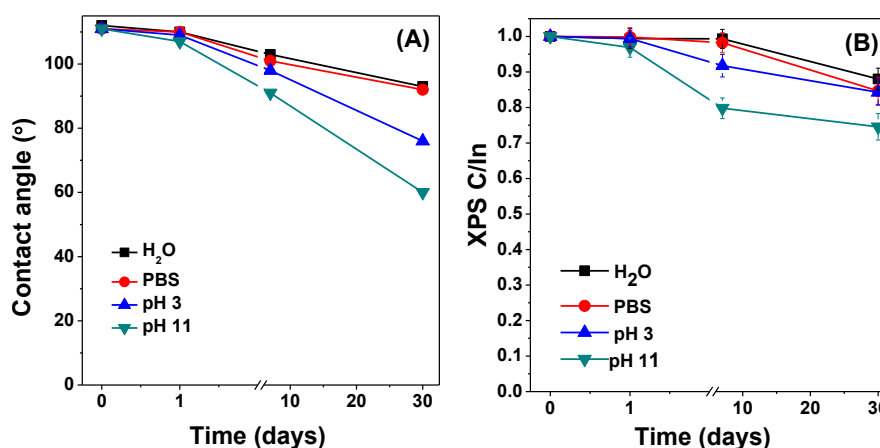 (A)
Contact angle (°)
100
80
60
40
20
0
H₂O
PBS
pH 3
pH 11
0
1
10
20
30
Time (days)
(B)
XPS C/In
1.0
0.9
0.8
0.7
0.6
0.5
0.4
0.3
0.2
0.1
0.0
H₂O
PBS
pH 3
pH 11
0
1
10
20
30
Time (days)